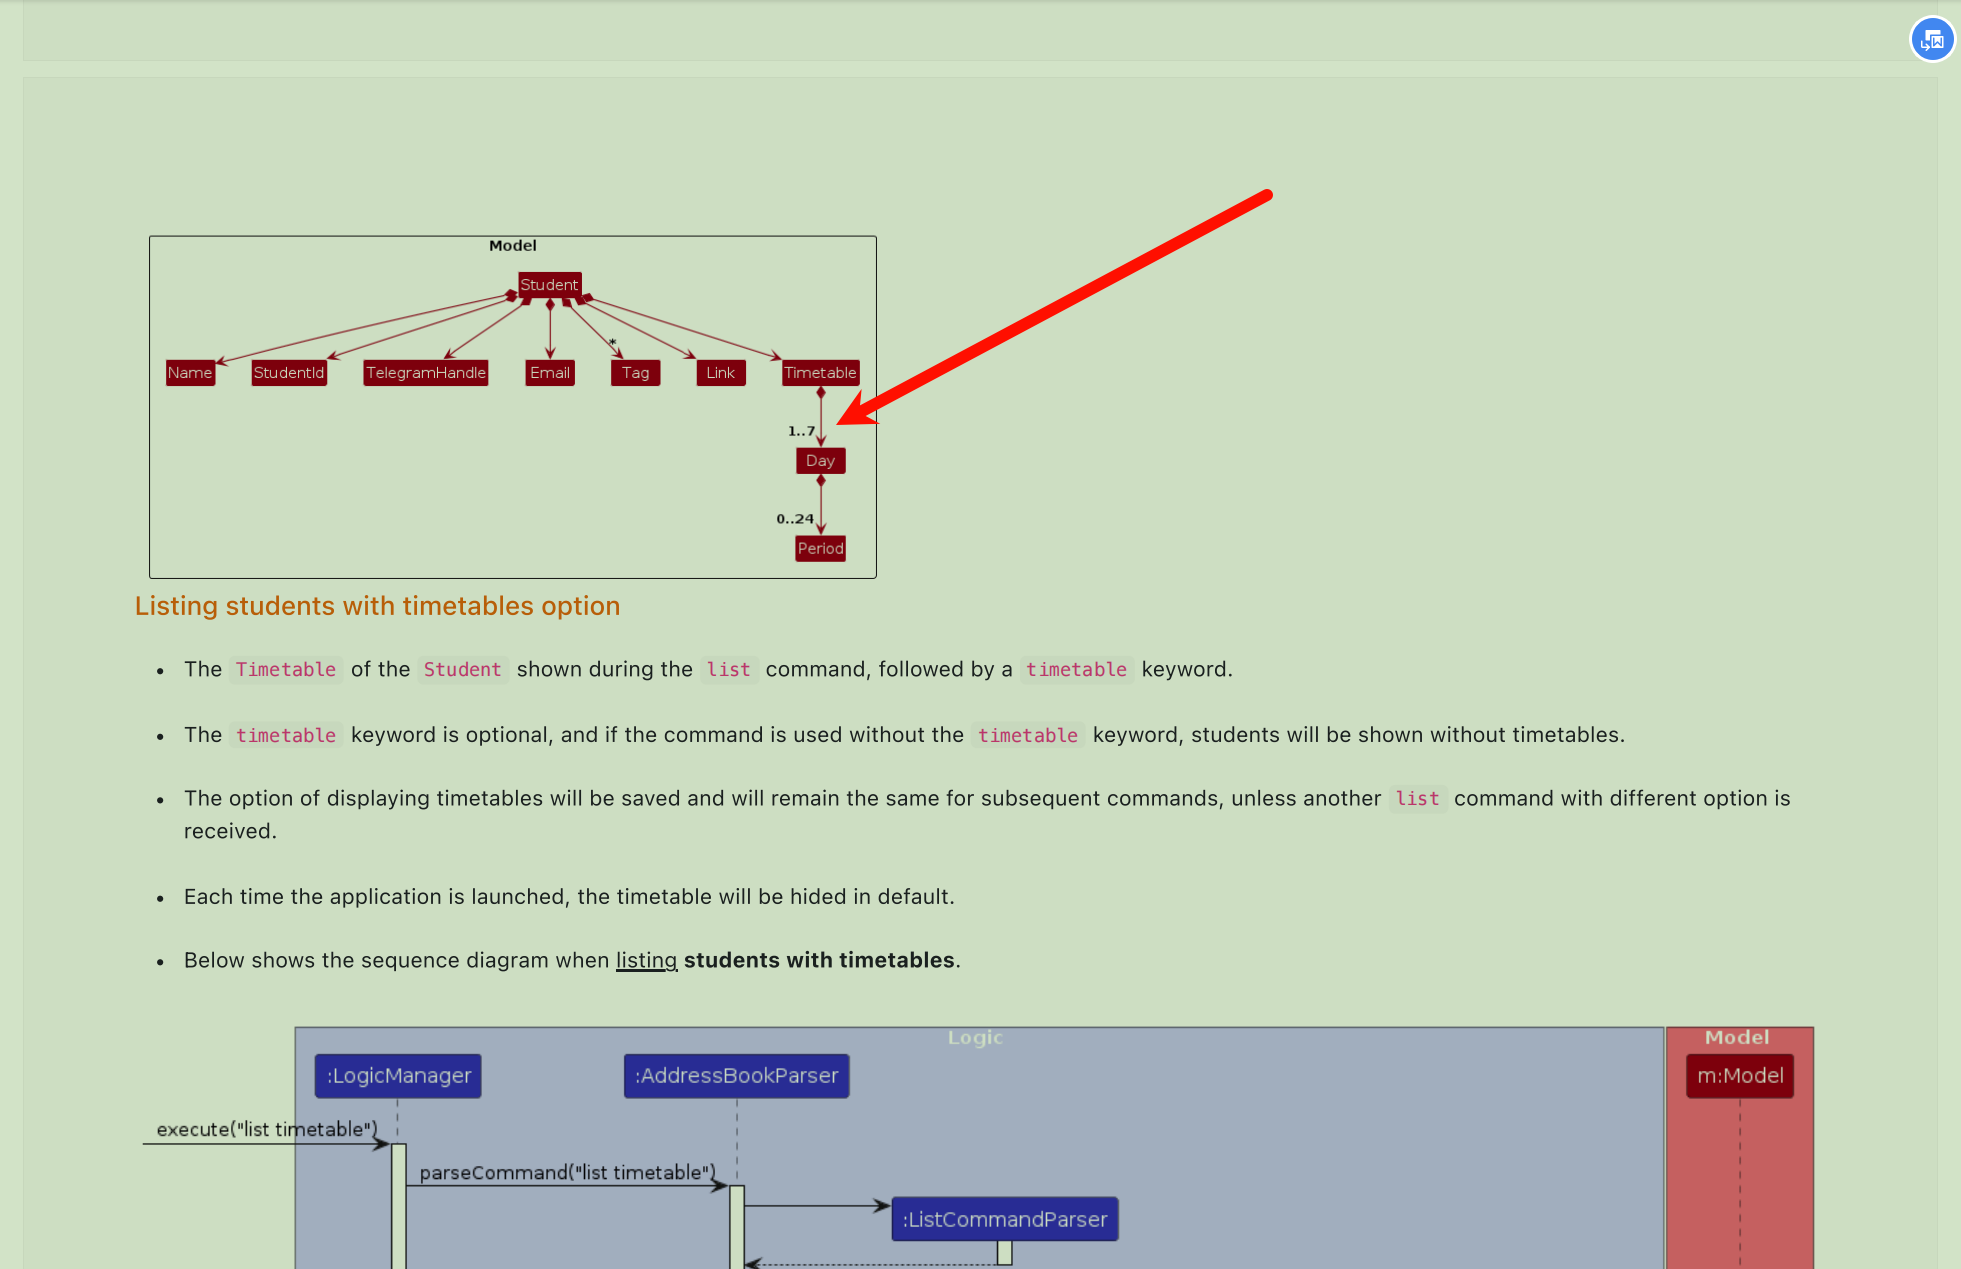 Model
Student
*
Name StudentId TelegramHandle Email Tag Link Timetable
1..7
Day
0..24
Period
Listing students with timetables option
• The Timetable of the Student shown during the list command, followed by a timetable keyword.
• The timetable keyword is optional, and if the command is used without the timetable keyword, students will be shown without timetables.
• The option of displaying timetables will be saved and will remain the same for subsequent commands, unless another list command with different option is
received.
• Each time the application is launched, the timetable will be hided in default.
• Below shows the sequence diagram when listing students with timetables.
Logic Model
:LogicManager :AddressBookParser m:Model
execute("list timetable")
parseCommand("list timetable")
:ListCommandParser